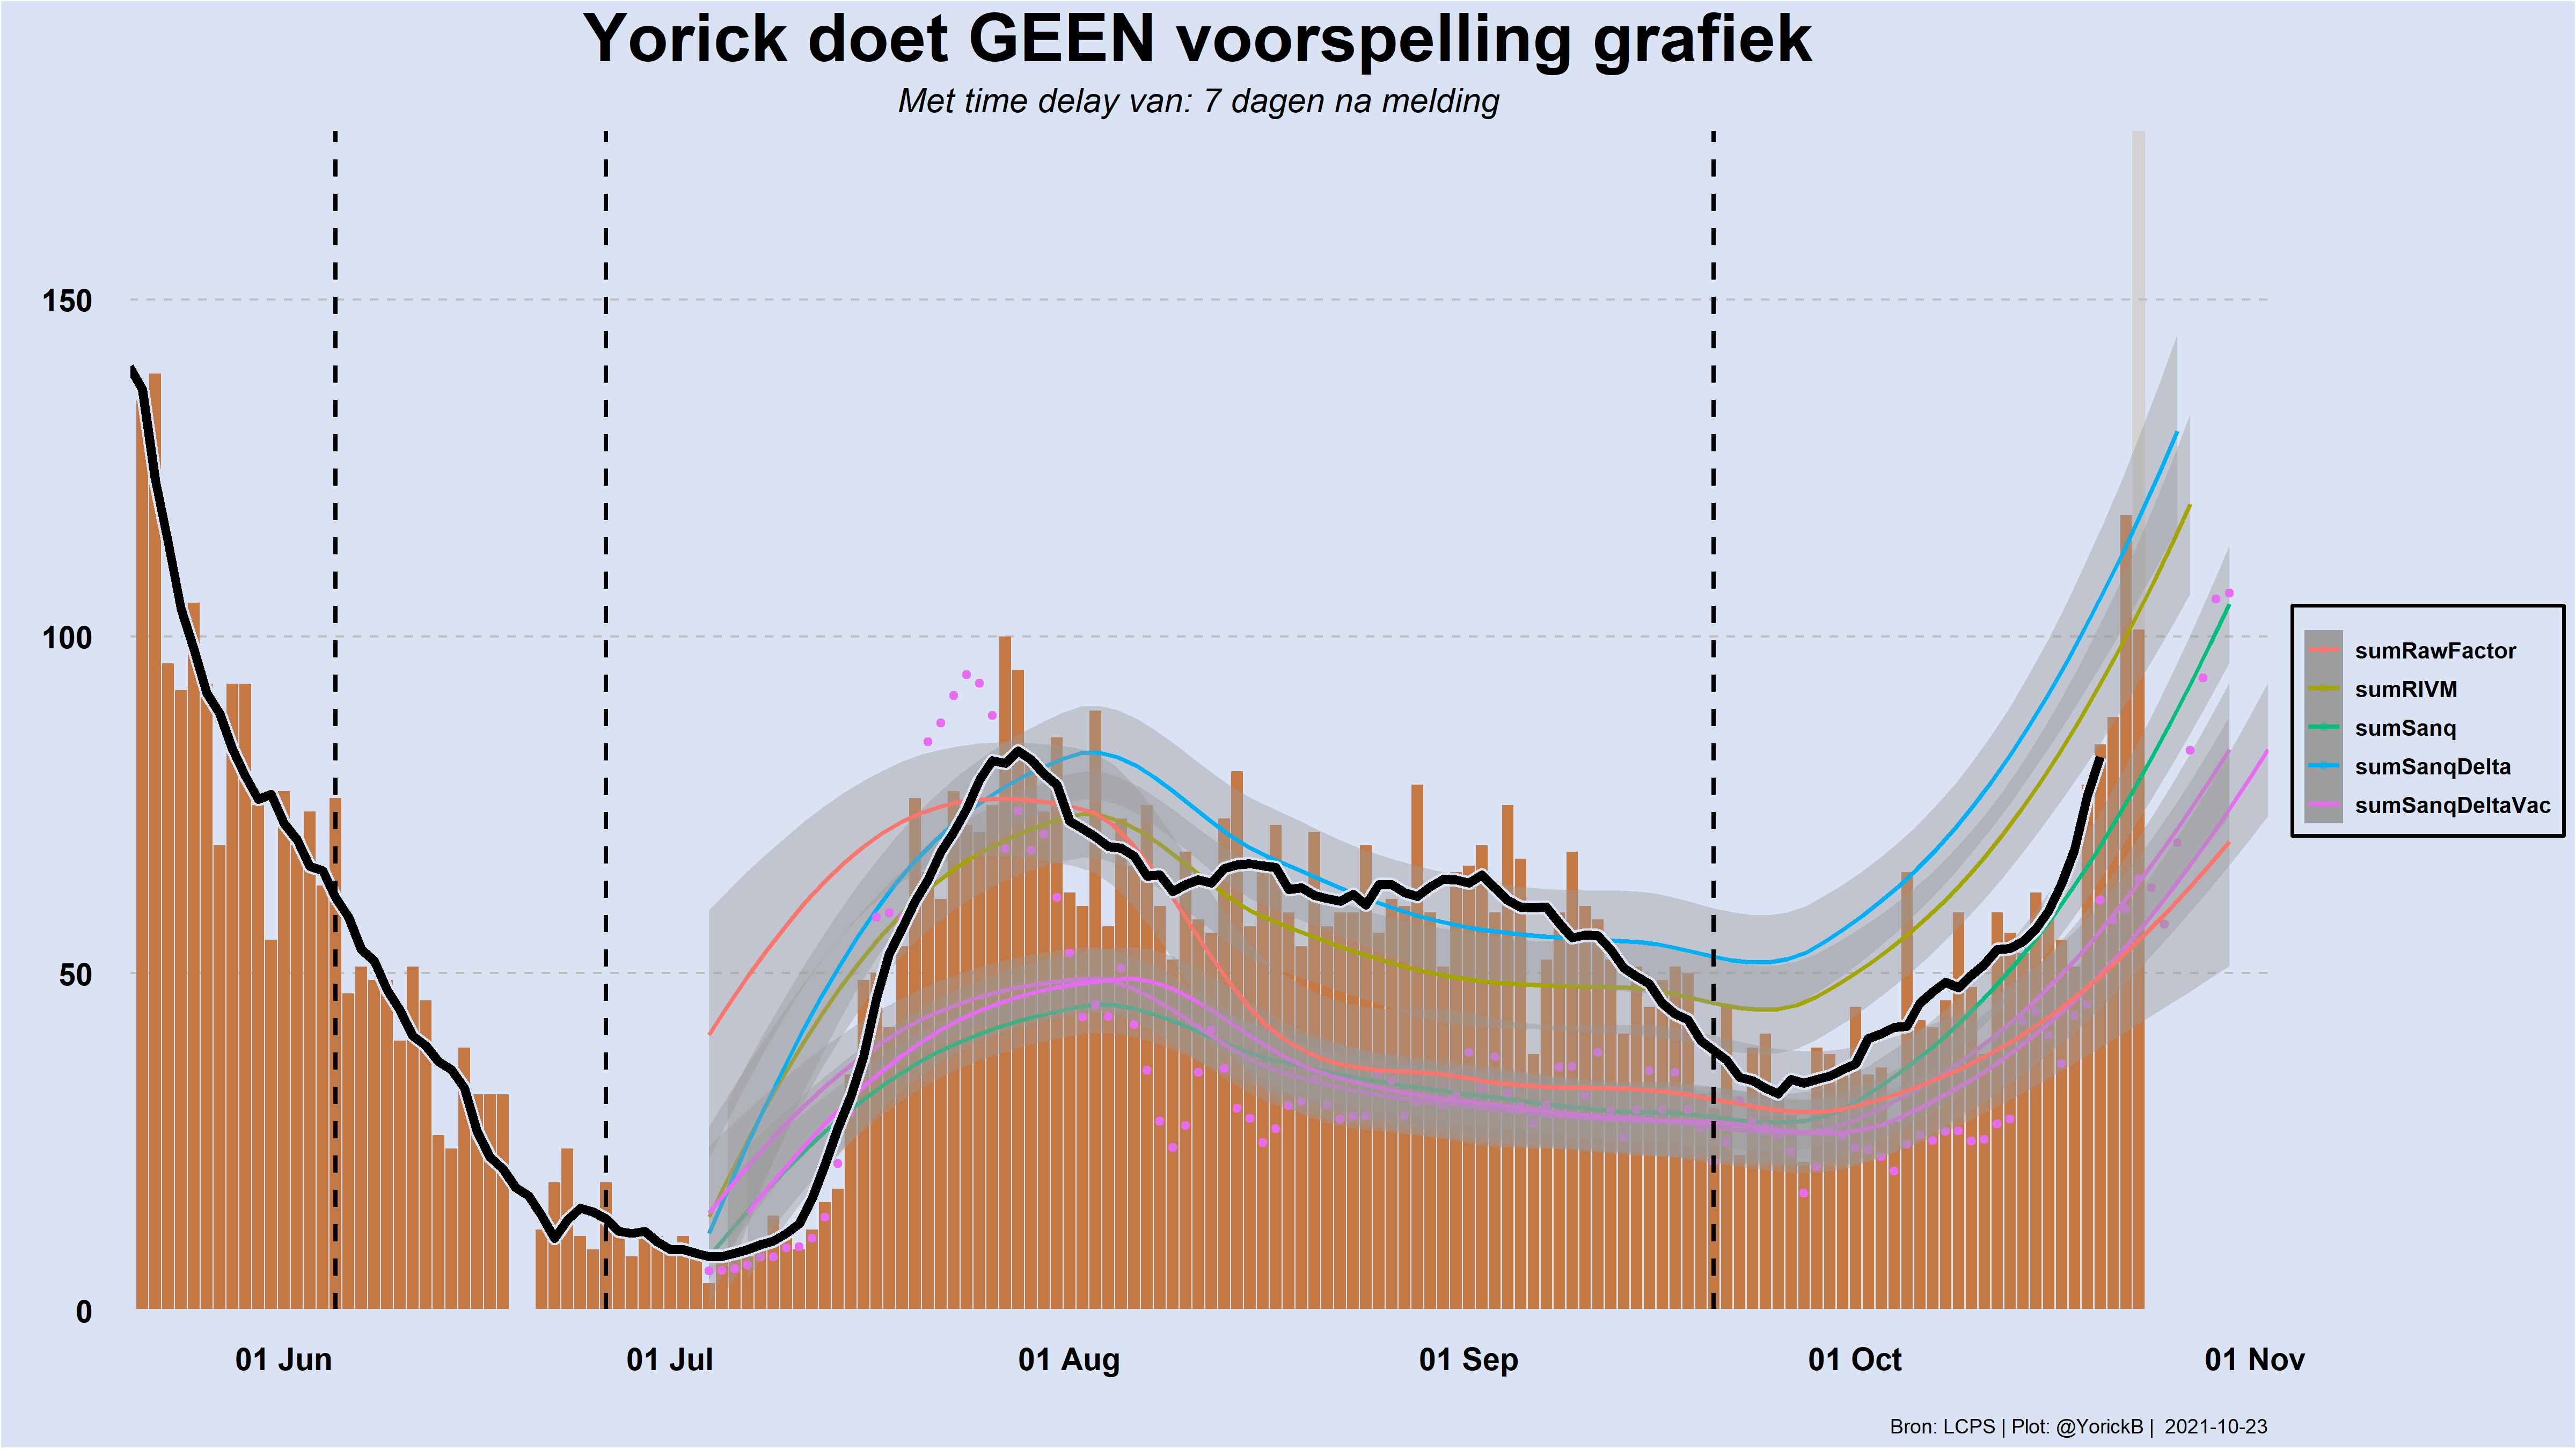 Yorick doet GEEN voorspelling grafiek
Met time delay van: 7 dagen na melding
150
100
50
0
01 Jun
01 Jul
01 Aug
01 Sep
01 Oct
01 Nov
sumRawFactor
sumRIVM
sumSanq
sumSanqDelta
sumSanqDeltaVac
Bron: LCPS | Plot: @YorickB | 2021-10-23